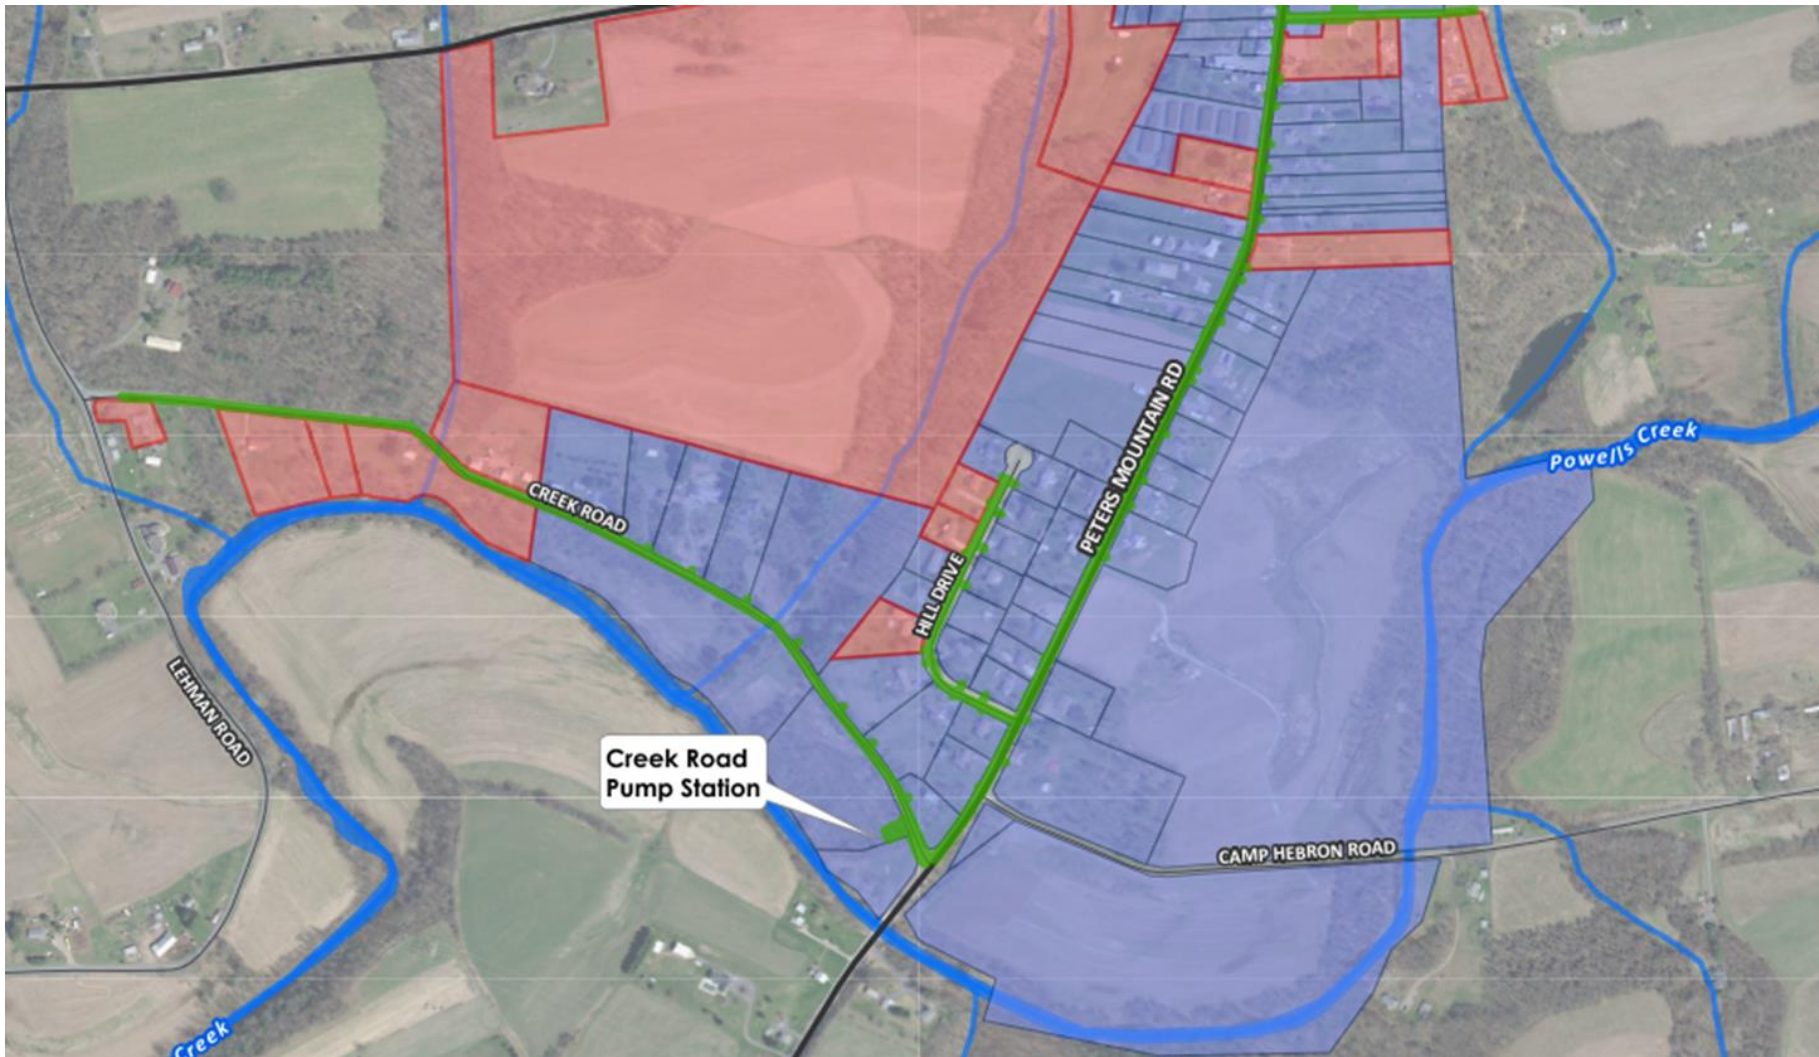 Powells Creek
PETERS MOUNTAIN RD
CREEK ROAD
HILL DRIVE
LEHMAN ROAD
Creek Road
Pump Station
CAMP HEBRON ROAD
Creek